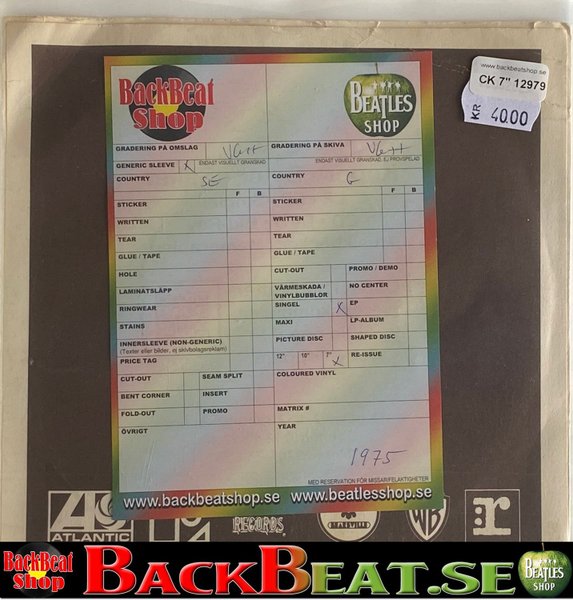 www.backbeatshop.se
CK 7" 12979
KR 4000
BackBeat
Shop
BEATLES
SHOP
GRADERING PÅ OMSLAG VG++
GRADERING PÅ SKIVA VG++
GENERIC SLEEVE X ENDAST VISUELLT GRANSKAD
ENDAST VISUELLT GRANSKAD, EJ PROVSPELAD
COUNTRY SE
COUNTRY G
F B
F B
STICKER
WRITTEN
TEAR
GLUE / TAPE
HOLE
LAMINATSLÄPP
RINGWEAR
STAINS
INNERSLEEVE (NON-GENERIC)
(Texter eller bilder, ej skivbolagsreklam)
PRICE TAG
CUT-OUT SEAM SPLIT
BENT CORNER INSERT
FOLD-OUT PROMO
ÖVRIGT
STICKER
WRITTEN
TEAR
GLUE / TAPE
CUT-OUT PROMO / DEMO
VÄRMESKADA / NO CENTER
VINYLBUBBLOR
SINGEL X EP
MAXI LP-ALBUM
PICTURE DISC SHAPED DISC
12" 10" 7" X RE-ISSUE
COLOURED VINYL
MATRIX #
YEAR
1975
MED RESERVATION FÖR MISSAR/FELAKTIGHETER
www.backbeatshop.se www.beatlesshop.se
ATLANTIC
RECORDS.
WB
r
BackBeat
Shop
BACKBEAT.SE
BEATLES
SHOP